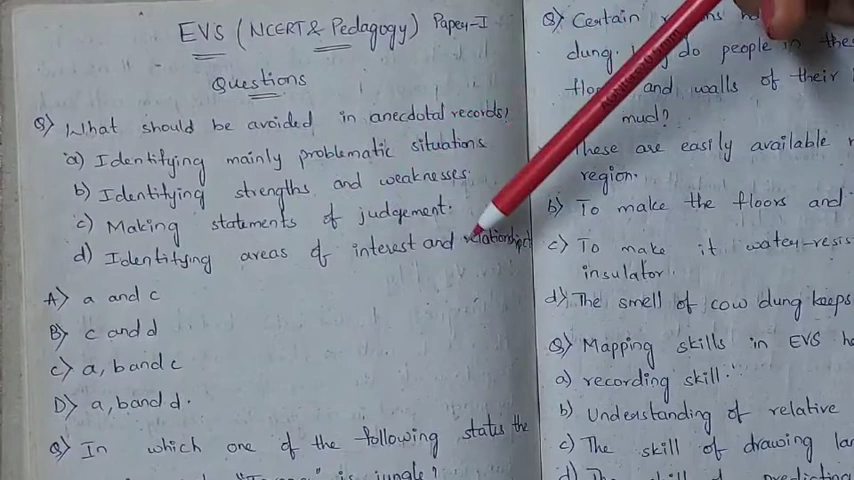 EVS (NCERT & Pedagogy) Paper-I
Questions
Q) What should be avoided in anecdotal records?
a) Identifying mainly problematic situations
b) Identifying strengths and weaknesses.
c) Making statements of judgement.
d) Identifying areas of interest and relationship
A) a and c
B) c and d
C) a, b and c
D) a, b and d.
Q) In which one of the following states the
is jungle?
Q) Certain
dung. do people in
and walls of their
mud?
These are easily available
region.
b) To make the floors and
c) To make it water-resis
insulator.
d) The smell of cow dung keeps
Q) Mapping skills in EVS
a) recording skill.
b) Understanding of relative
c) The skill of drawing
d) The skill